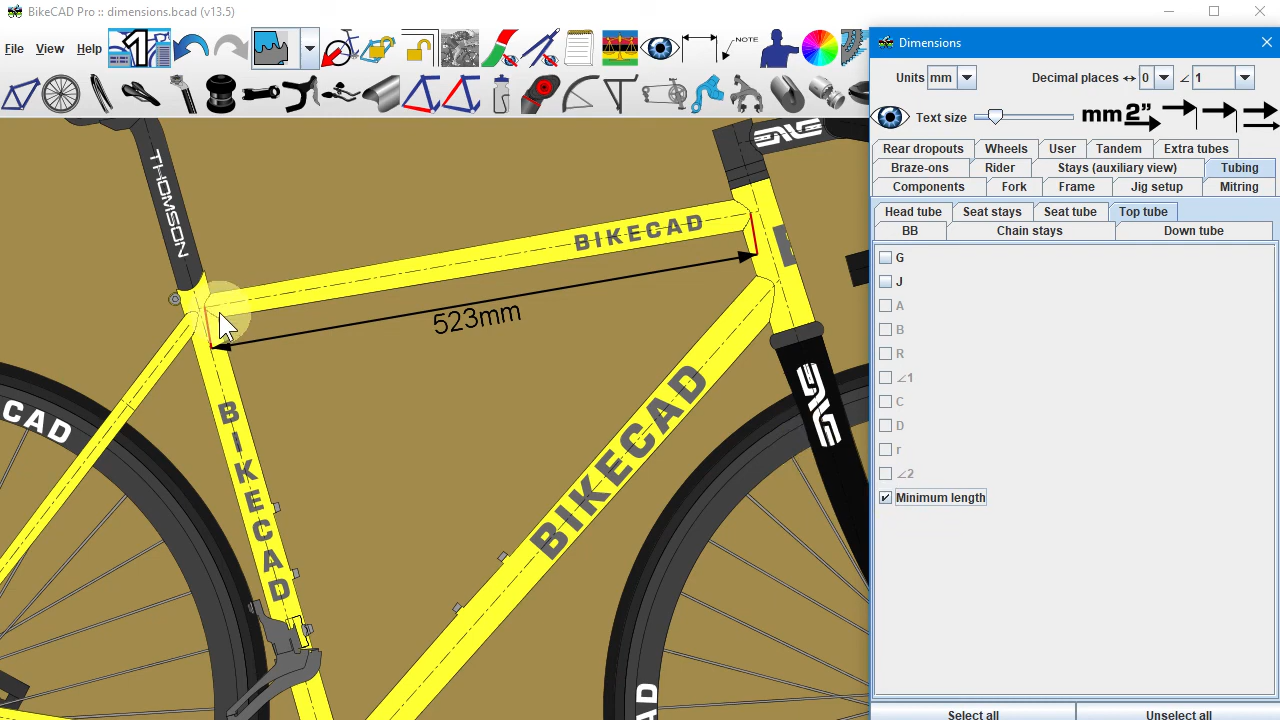 BikeCAD Pro :: dimensions.bcad (v13.5)
File View Help
NOTE
Dimensions
Units mm Decimal places 0 ∠ 1
Text size mm 2”
Rear dropouts Wheels User Tandem Extra tubes
Braze-ons Rider Stays (auxiliary view) Tubing
Components Fork Frame Jig setup Mitring
Head tube Seat stays Seat tube Top tube
BB Chain stays Down tube
G
J
A
B
R
∠1
C
D
r
∠2
Minimum length
Select all Unselect all
THOMSON
ENVE
BIKECAD
523mm
BIKECAD
BIKECAD
ENVE
CAD